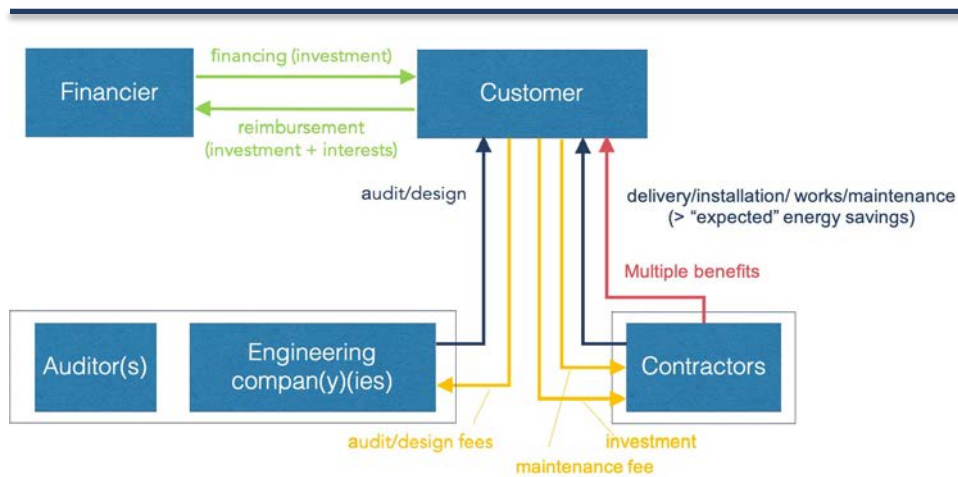 financing (investment)
Financier
Customer
reimbursement
(investment + interests)
audit/design
delivery/installation/ works/maintenance
(> “expected” energy savings)
Multiple benefits
Auditor(s)
Engineering
compan(y)(ies)
Contractors
audit/design fees
investment
maintenance fee